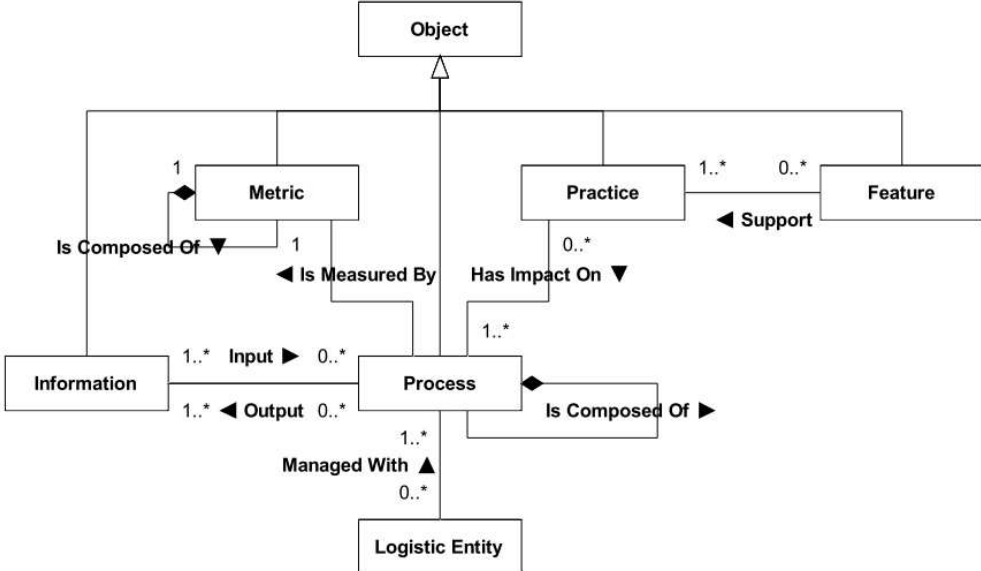 Object
1
Metric
1..*
0..*
Practice
Feature
◄ Support
Is Composed Of ▼
1
0..*
◄ Is Measured By
Has Impact On ▼
1..*
1..* Input ► 0..*
Information
Process
1..* ◄ Output 0..*
Is Composed Of ►
1..*
Managed With ▲
0..*
Logistic Entity